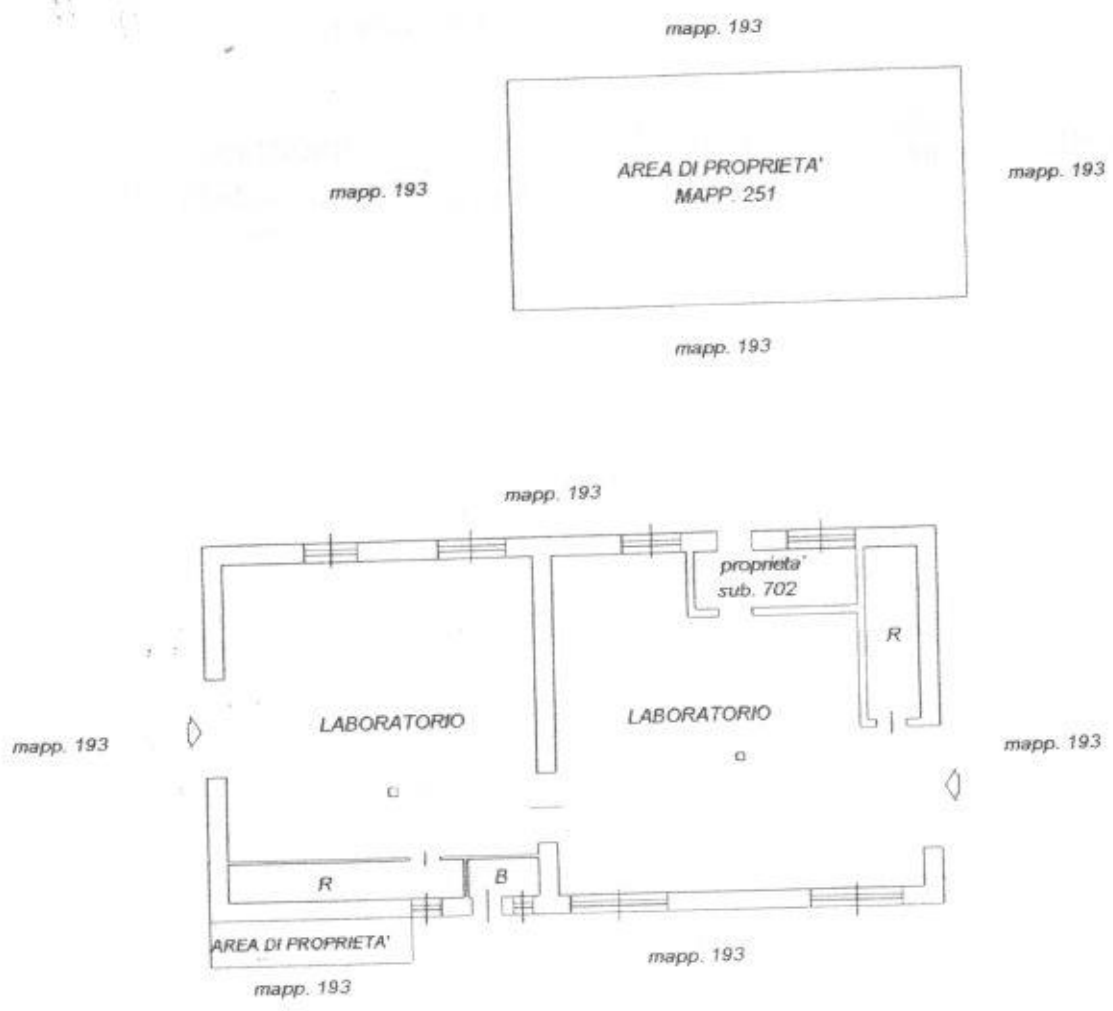 mapp. 193
AREA DI PROPRIETA'
MAPP. 251
mapp. 193
mapp. 193
mapp. 193
mapp. 193
proprieta'
sub. 702
R
LABORATORIO
LABORATORIO
mapp. 193
mapp. 193
R
B
AREA DI PROPRIETA'
mapp. 193
mapp. 193